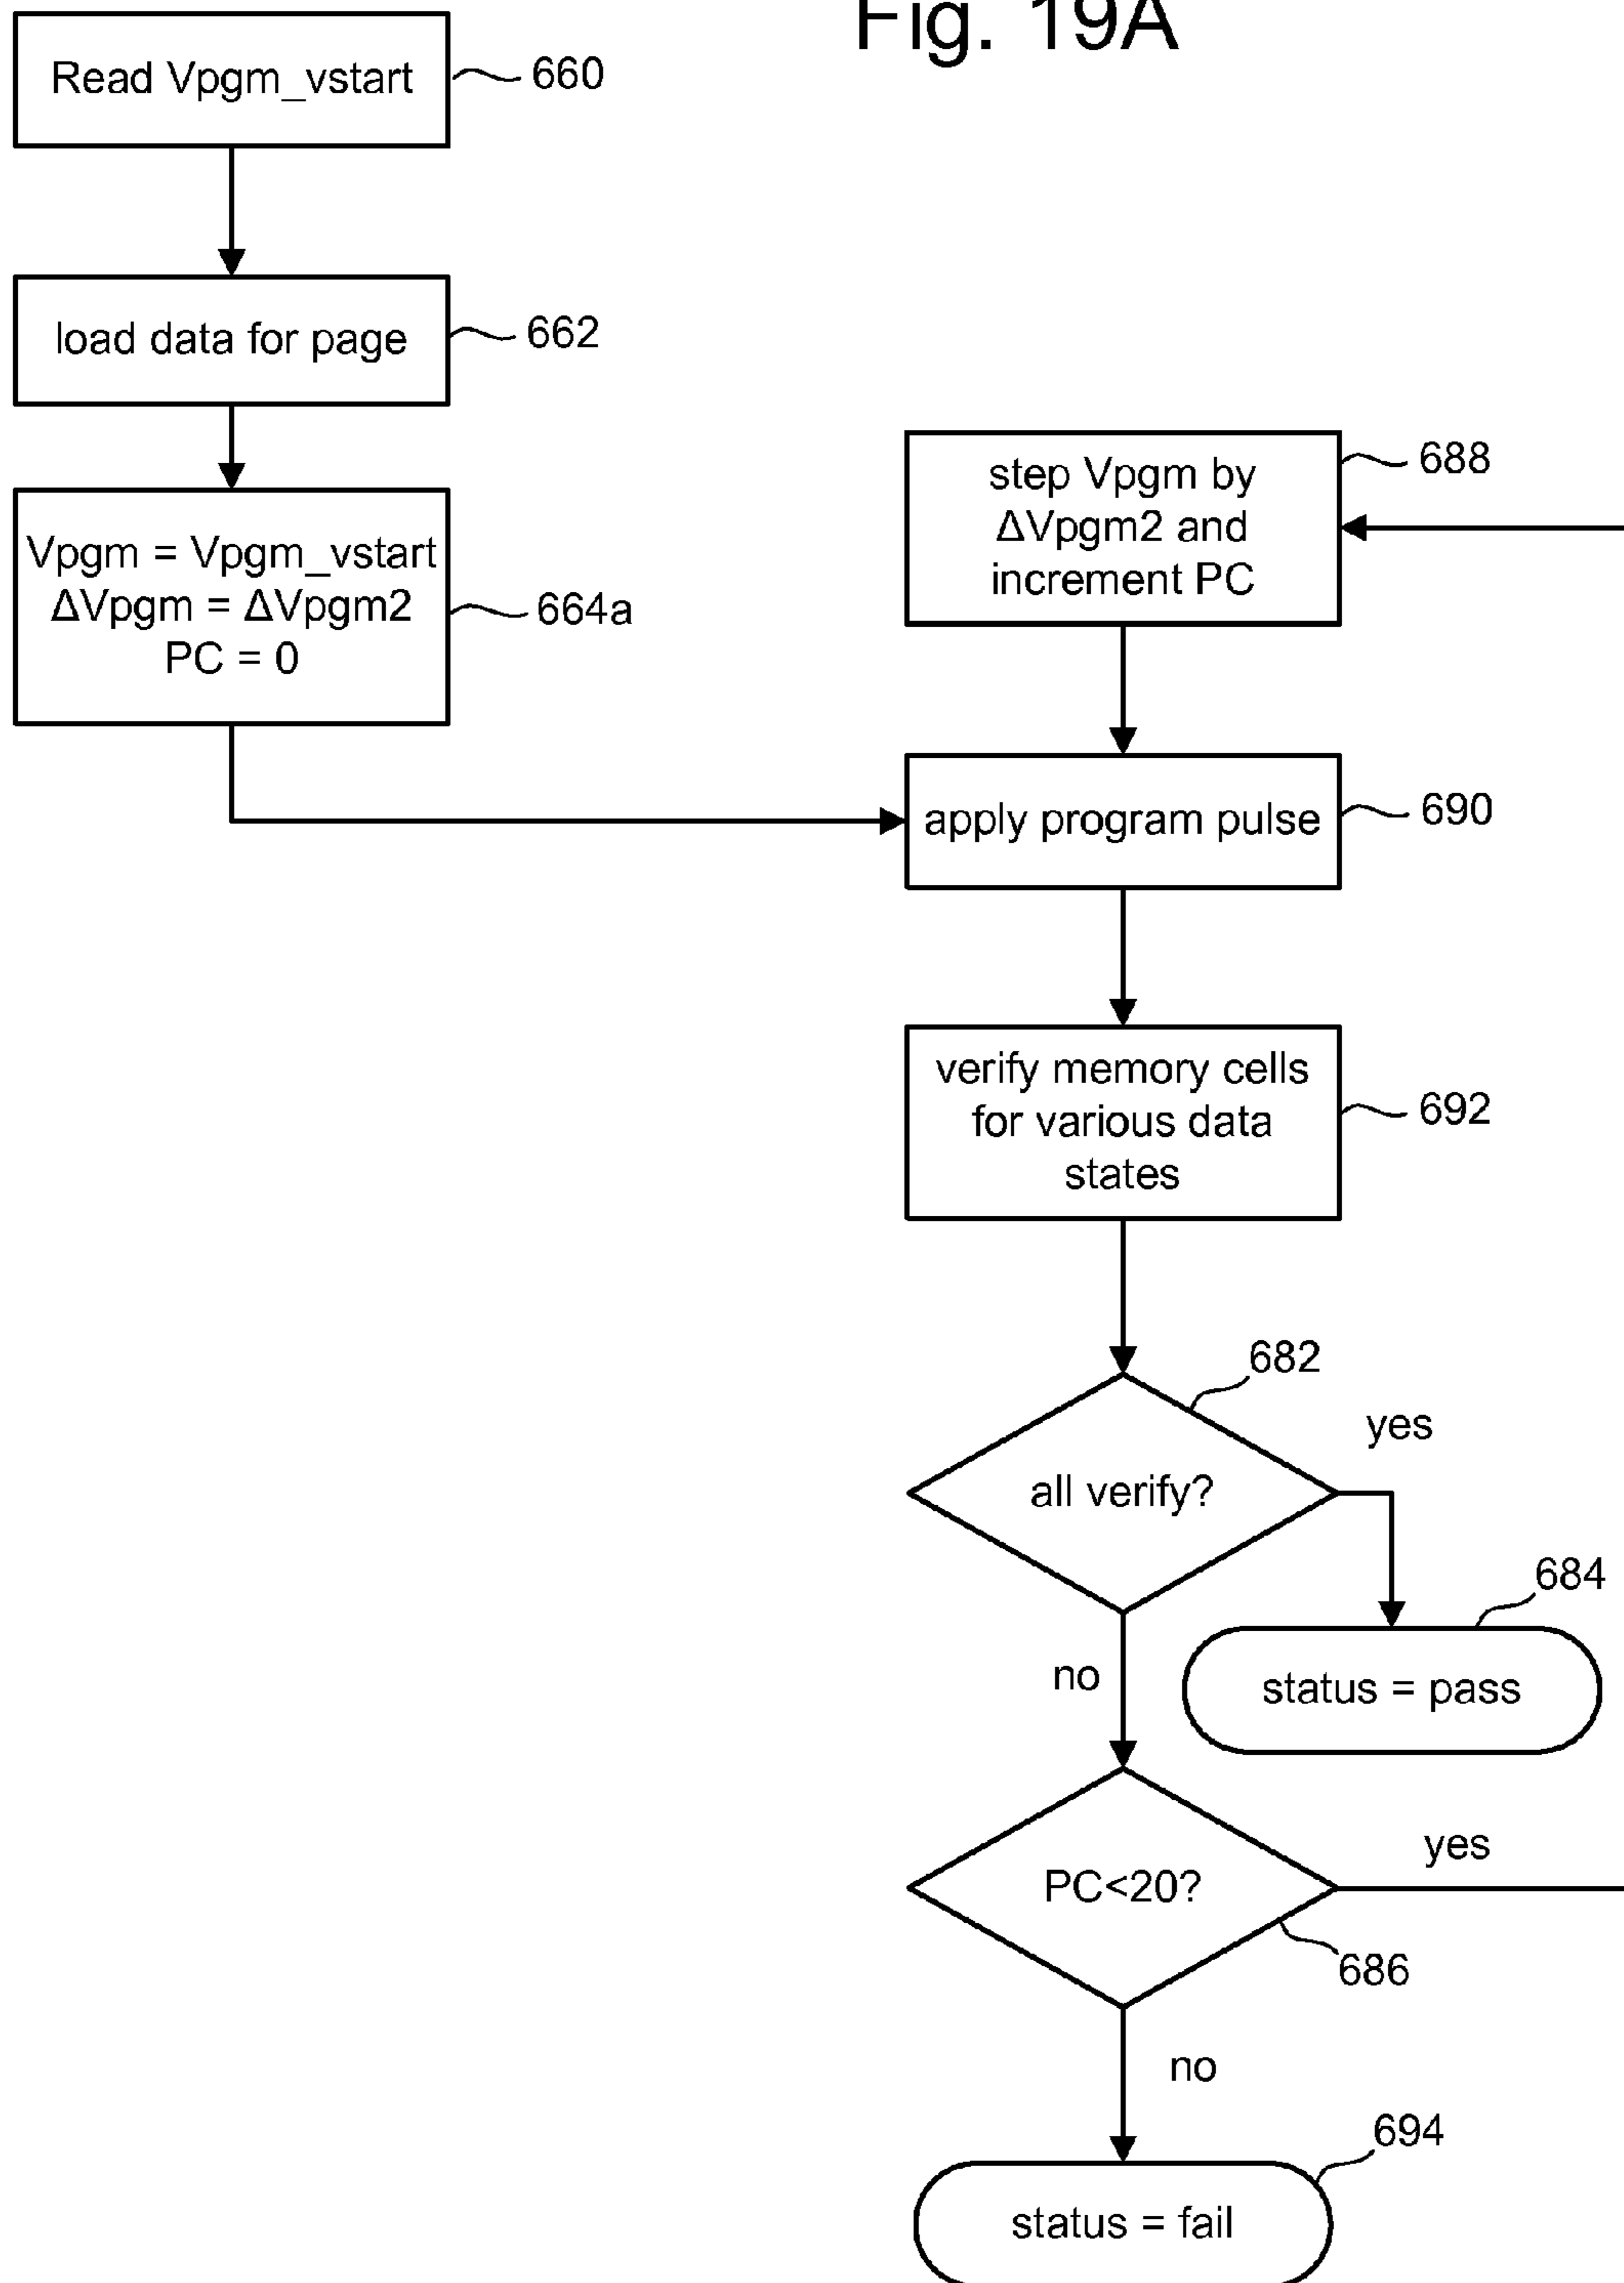 Fig. 19A
Read Vpgm_vstart
660
load data for page
662
Vpgm = Vpgm_vstart
ΔVpgm = ΔVpgm2
PC = 0
664a
step Vpgm by
ΔVpgm2 and
increment PC
688
apply program pulse
690
verify memory cells
for various data
states
692
682
all verify?
yes
684
status = pass
no
PC<20?
yes
686
no
694
status = fail